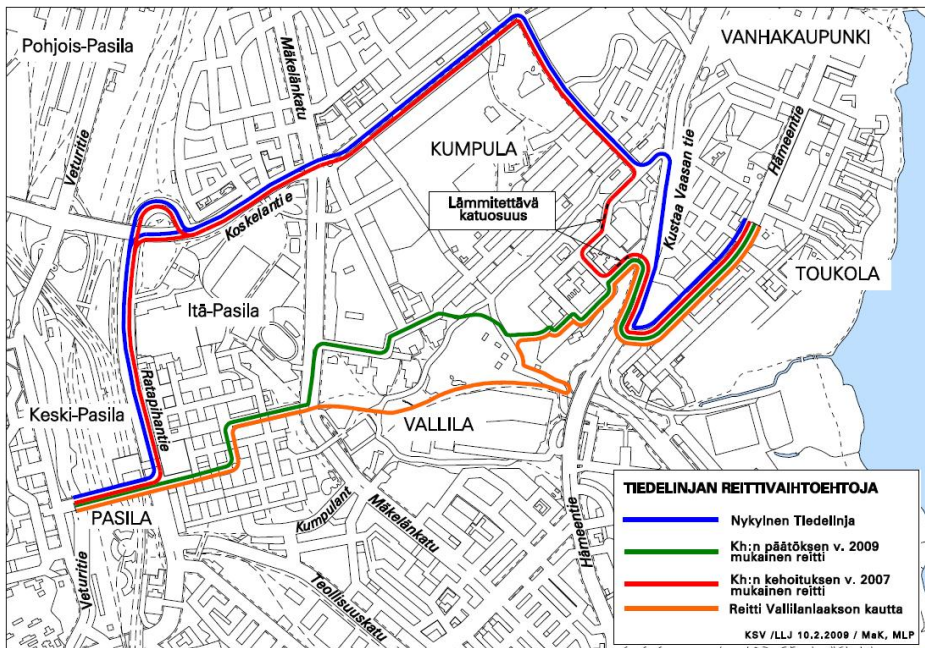 Pohjois-Pasila
Mäkelänkatu
VANHAKAUPUNKI
Veturitie
KUMPULA
Hämeentie
Lämmitettävä
katuosuus
Kustaa Vaasan tie
Koskelantie
TOUKOLA
Itä-Pasila
Ratapihantie
Keski-Pasila
VALLILA
PASILA
Kumpulant
Mäkelänkatu
Hämeentie
Veturitie
Teollisuuskatu
TIEDELINJAN REITTIVAIHTOEHTOJA
Nykyinen Tiedelinja
Kh:n päätöksen v. 2009
mukainen reitti
Kh:n kehoituksen v. 2007
mukainen reitti
Reitti Vallilanlaakson kautta
KSV /LLJ 10.2.2009 / MaK, MLP